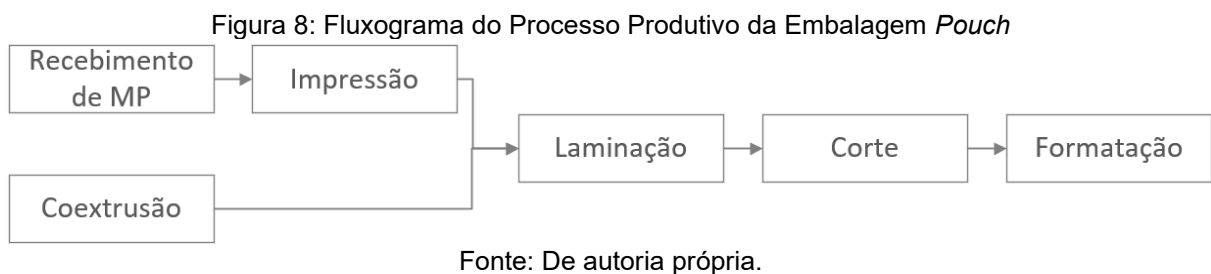 Figura 8: Fluxograma do Processo Produtivo da Embalagem Pouch
Recebimento
de MP
Impressão
Laminação
Corte
Formatação
Coextrusão
Fonte: De autoria própria.